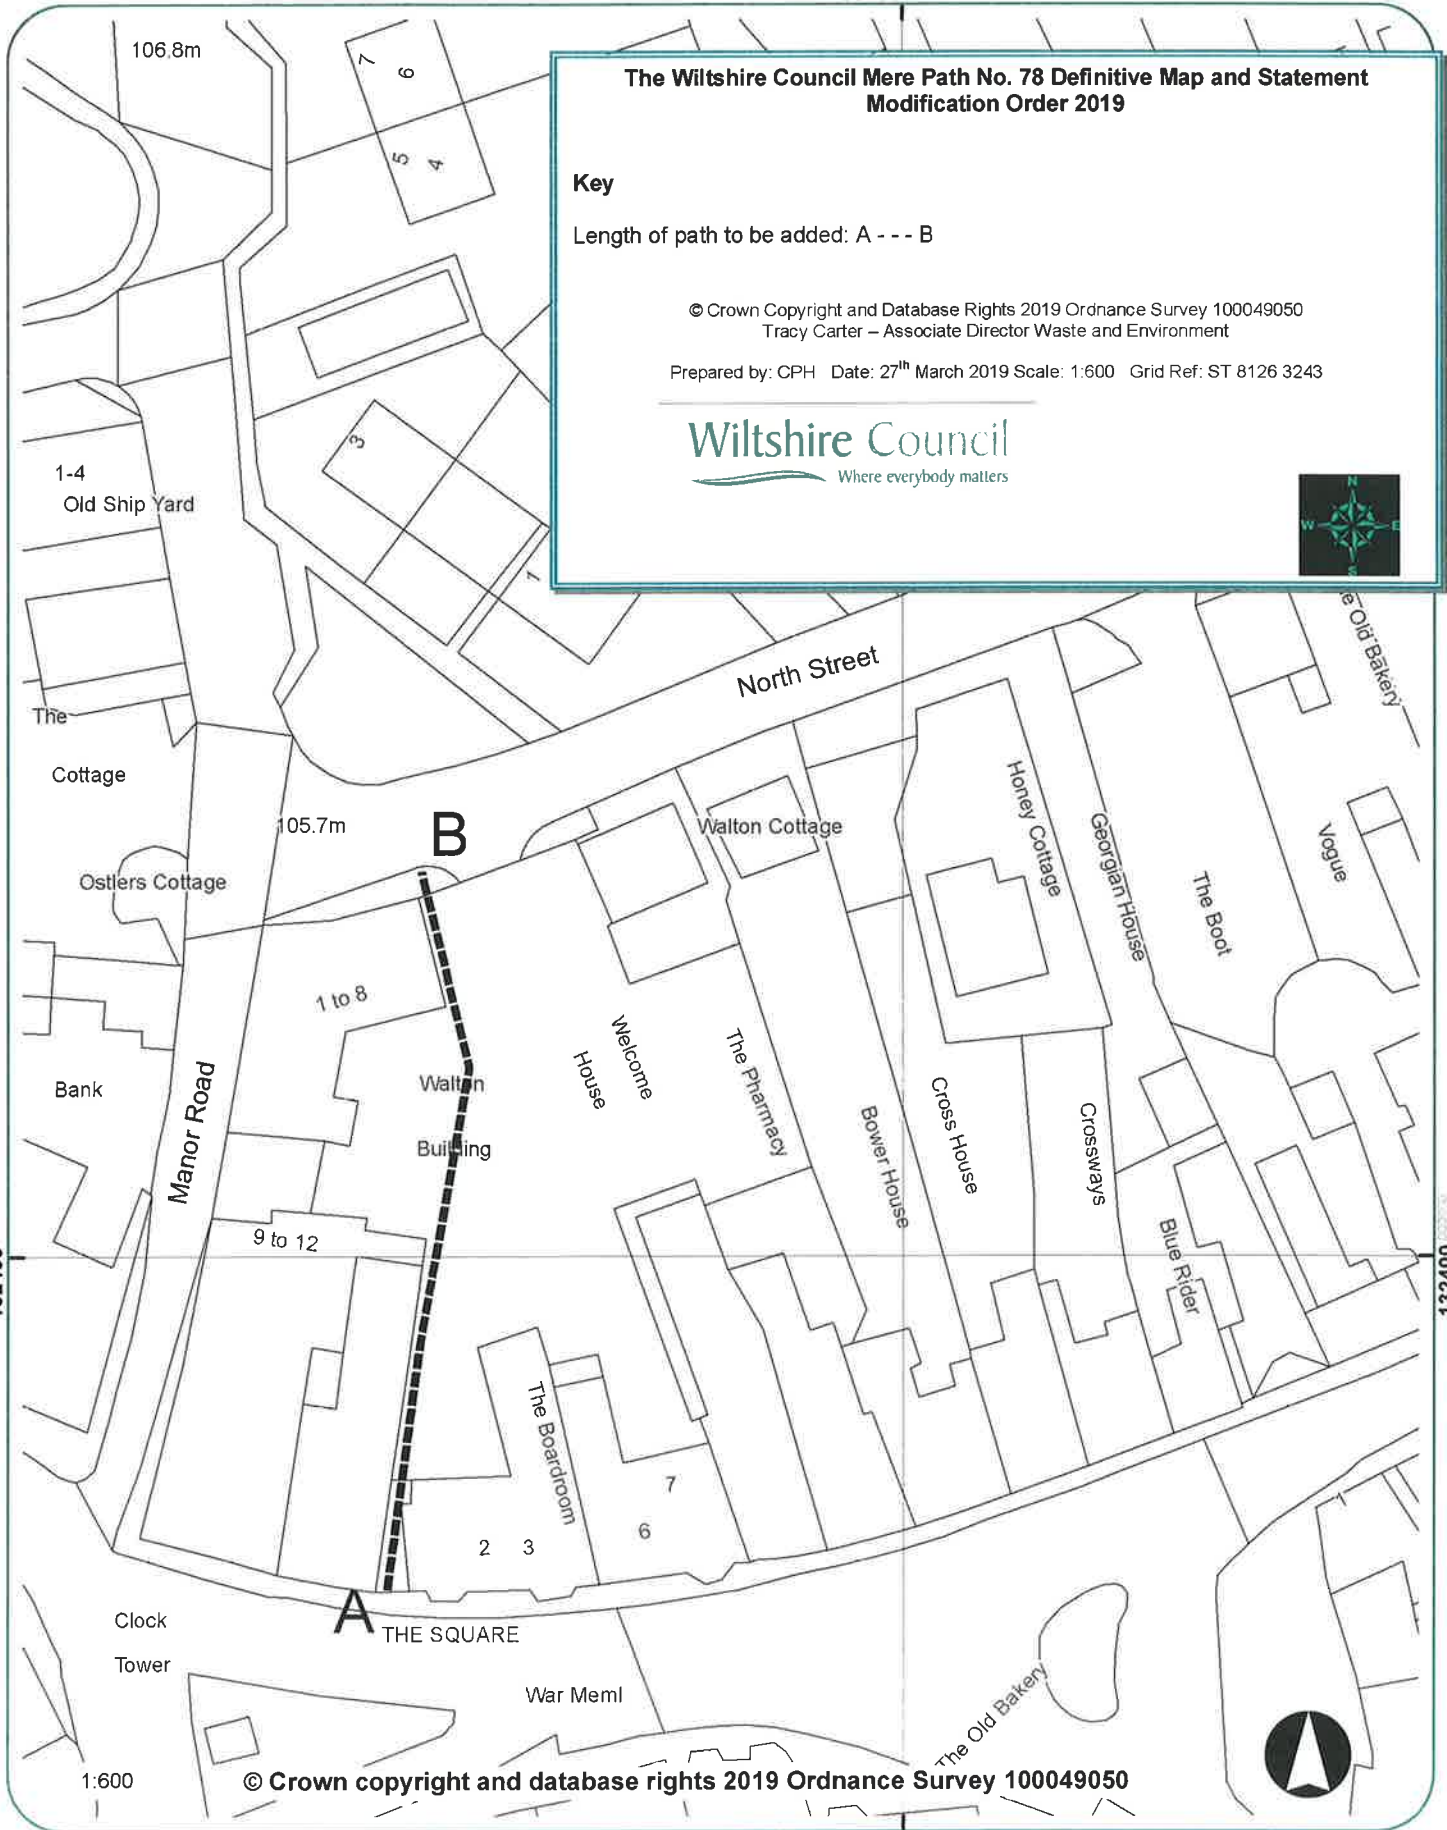 106.8m
7
6
5
4
The Wiltshire Council Mere Path No. 78 Definitive Map and Statement
Modification Order 2019
Key
Length of path to be added: A - - - B
© Crown Copyright and Database Rights 2019 Ordnance Survey 100049050
Tracy Carter – Associate Director Waste and Environment
Prepared by: CPH Date: 27th March 2019 Scale: 1:600 Grid Ref: ST 8126 3243
Wiltshire Council
Where everybody matters
N
W
E
S
3
1
1-4
Old Ship Yard
The
Cottage
North Street
Old Bakery
105.7m
B
Ostlers Cottage
Walton Cottage
Honey Cottage
Georgian House
The Boot
Vogue
1 to 8
Bank
Manor Road
Walton
Building
House
Welcome
The Pharmacy
Bower House
Cross House
Crossways
Blue Rider
9 to 12
132400
The Boardroom
2
3
7
6
1
A
THE SQUARE
Clock
Tower
War Meml
The Old Bakery
1:600
© Crown copyright and database rights 2019 Ordnance Survey 100049050